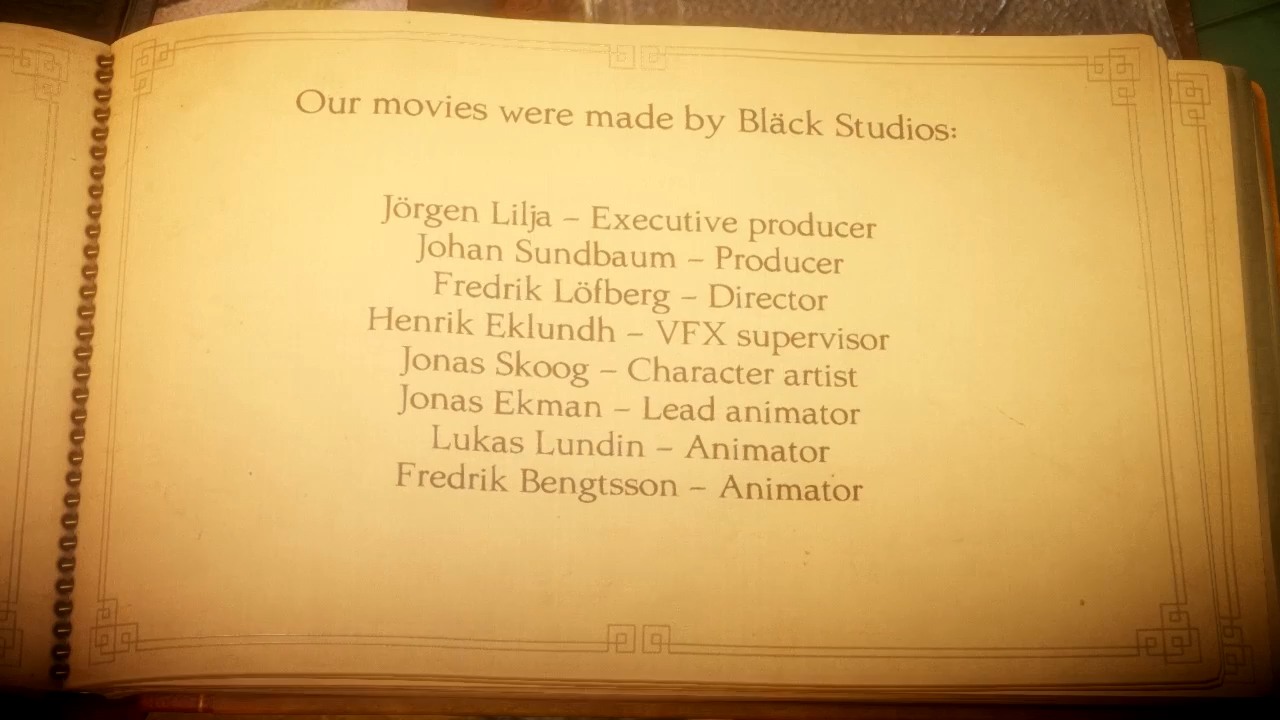 Our movies were made by Bläck Studios:
Jörgen Lilja – Executive producer
Johan Sundbaum – Producer
Fredrik Löfberg – Director
Henrik Eklundh – VFX supervisor
Jonas Skoog – Character artist
Jonas Ekman – Lead animator
Lukas Lundin – Animator
Fredrik Bengtsson – Animator